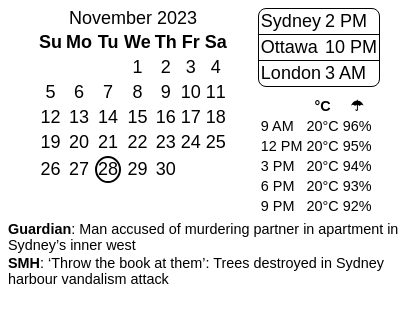 November 2023
Su Mo Tu We Th Fr Sa
1 2 3 4
5 6 7 8 9 10 11
12 13 14 15 16 17 18
19 20 21 22 23 24 25
26 27 28 29 30
Sydney 2 PM
Ottawa 10 PM
London 3 AM
°C ☂
9 AM 20°C 96%
12 PM 20°C 95%
3 PM 20°C 94%
6 PM 20°C 93%
9 PM 20°C 92%
Guardian: Man accused of murdering partner in apartment in
Sydney’s inner west
SMH: ‘Throw the book at them’: Trees destroyed in Sydney
harbour vandalism attack